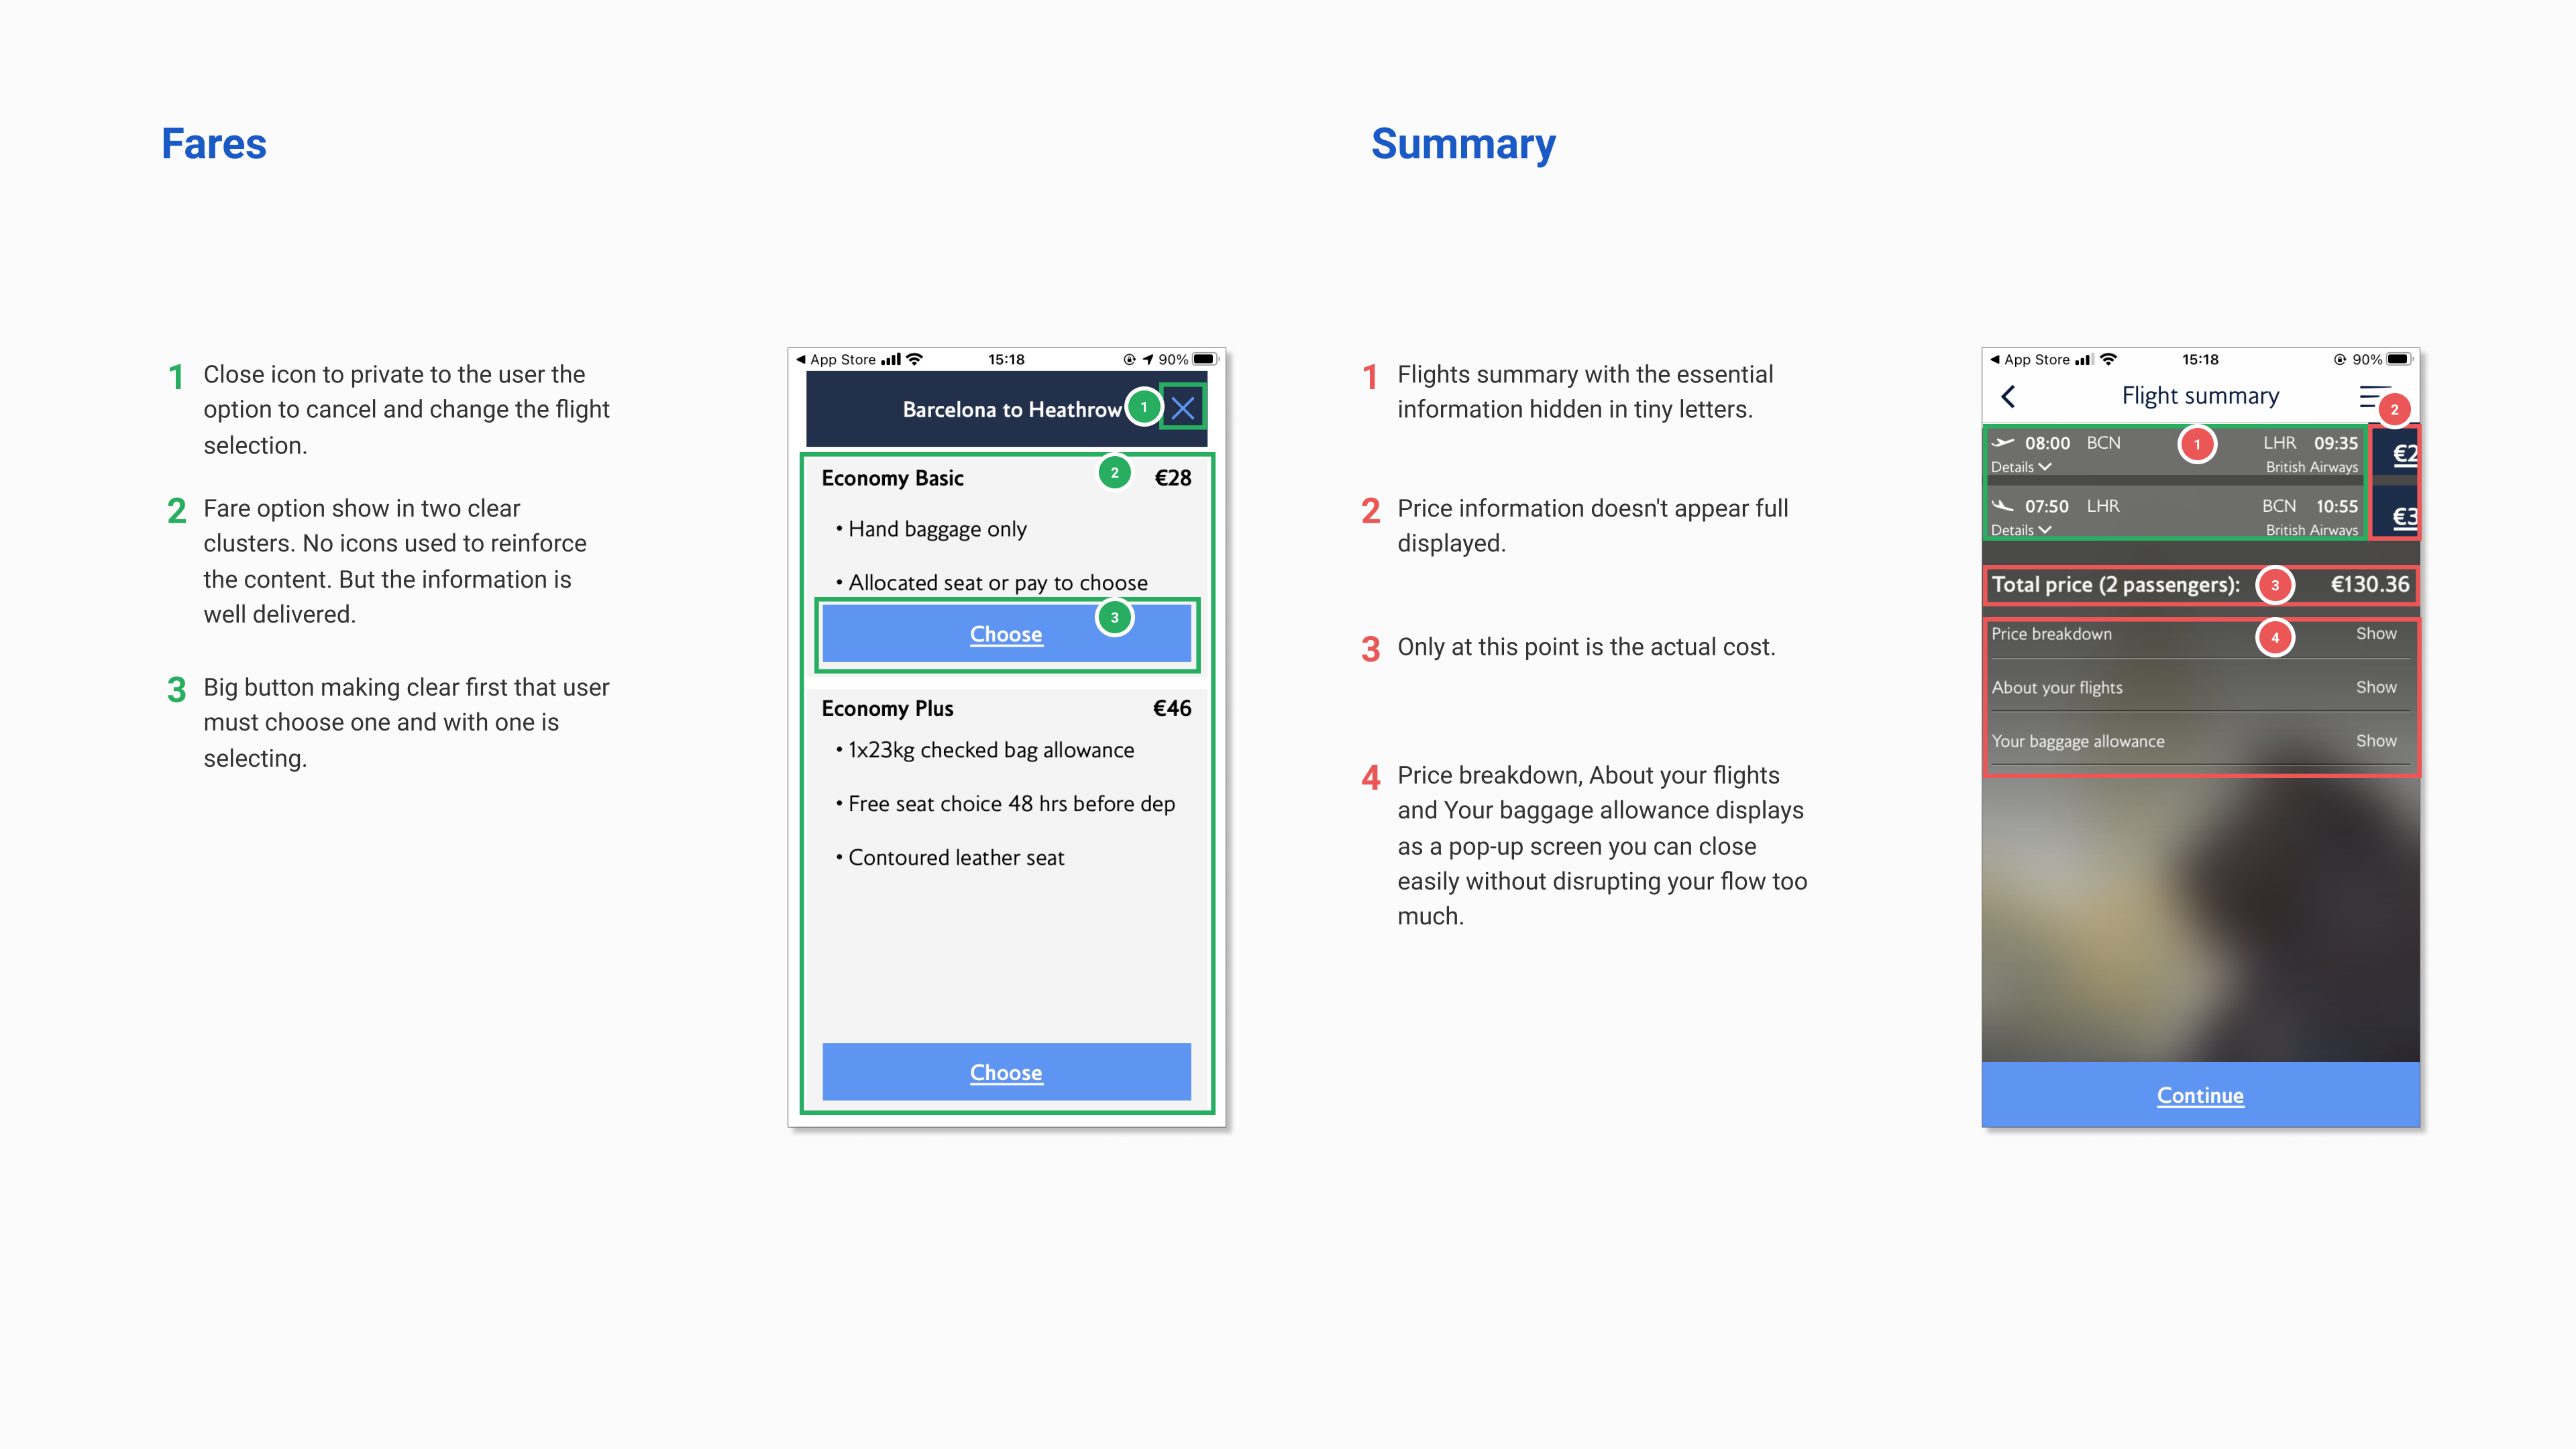 Fares
1 Close icon to private to the user the
option to cancel and change the flight
selection.
2 Fare option show in two clear
clusters. No icons used to reinforce
the content. But the information is
well delivered.
3 Big button making clear first that user
must choose one and with one is
selecting.
App Store 15:18 90%
Barcelona to Heathrow 1
Economy Basic 2 €28
• Hand baggage only
• Allocated seat or pay to choose
3
Choose
Economy Plus €46
• 1x23kg checked bag allowance
• Free seat choice 48 hrs before dep
• Contoured leather seat
Choose
Summary
1 Flights summary with the essential
information hidden in tiny letters.
2 Price information doesn't appear full
displayed.
3 Only at this point is the actual cost.
4 Price breakdown, About your flights
and Your baggage allowance displays
as a pop-up screen you can close
easily without disrupting your flow too
much.
App Store 15:18 90%
Flight summary
2
08:00 BCN 1 LHR 09:35 €2
Details British Airways
07:50 LHR BCN 10:55 €3
Details British Airways
Total price (2 passengers): 3 €130.36
Price breakdown 4 Show
About your flights Show
Your baggage allowance Show
Continue